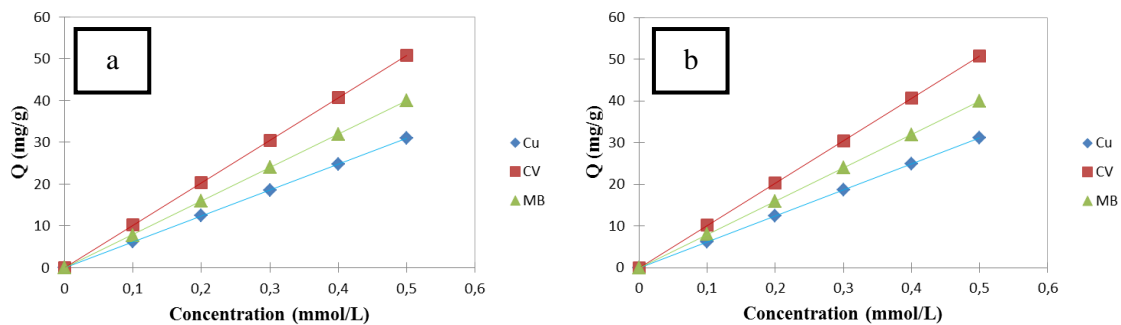 a
Q (mg/g)
60
50
40
30
20
10
0
0 0,1 0,2 0,3 0,4 0,5 0,6
Concentration (mmol/L)
Cu
CV
MB
b
Q (mg/g)
60
50
40
30
20
10
0
0 0,1 0,2 0,3 0,4 0,5 0,6
Concentration (mmol/L)
Cu
CV
MB